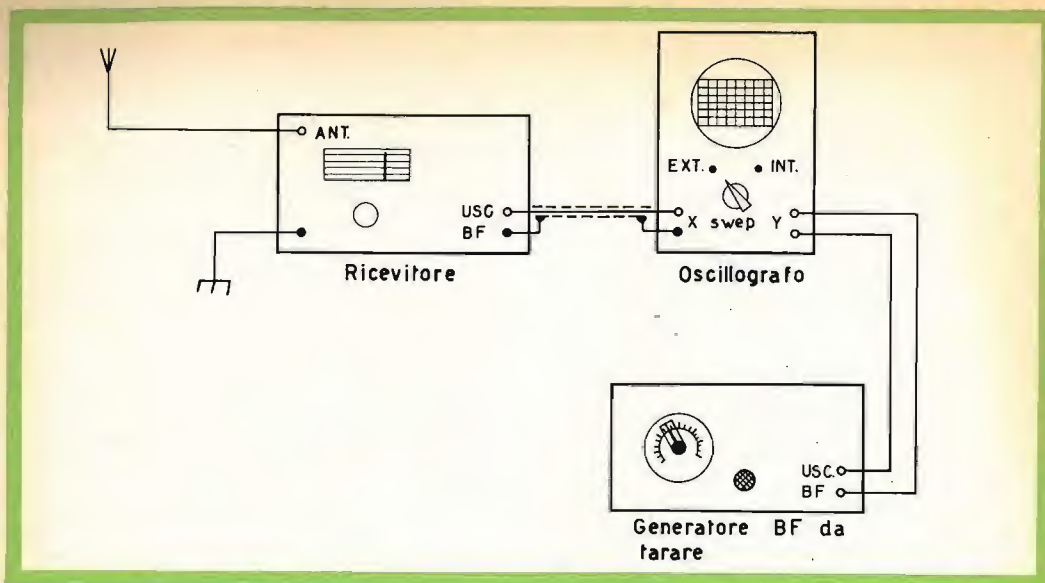 ANT.
USC
BF
Ricevitore
EXT. INT.
X swep Y
Oscillografo
USC.
BF
Generatore BF da
tarare